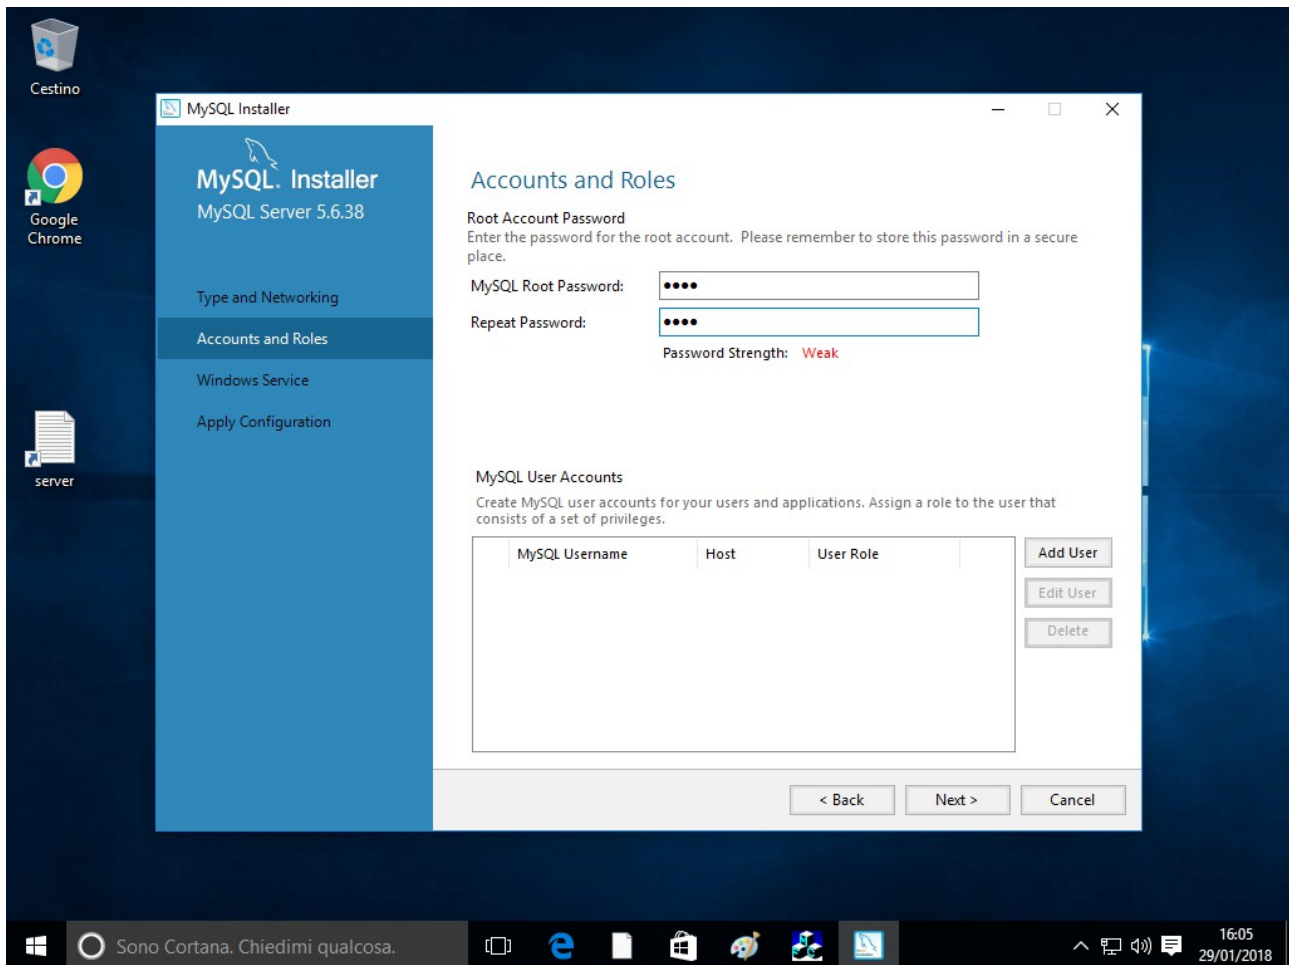 Cestino
Google
Chrome
server
MySQL Installer
MySQL. Installer
MySQL Server 5.6.38
Type and Networking
Accounts and Roles
Windows Service
Apply Configuration
Accounts and Roles
Root Account Password
Enter the password for the root account. Please remember to store this password in a secure
place.
MySQL Root Password:
Repeat Password:
Password Strength: Weak
MySQL User Accounts
Create MySQL user accounts for your users and applications. Assign a role to the user that
consists of a set of privileges.
MySQL Username Host User Role
Add User
Edit User
Delete
< Back Next > Cancel
Sono Cortana. Chiedimi qualcosa.
16:05
29/01/2018